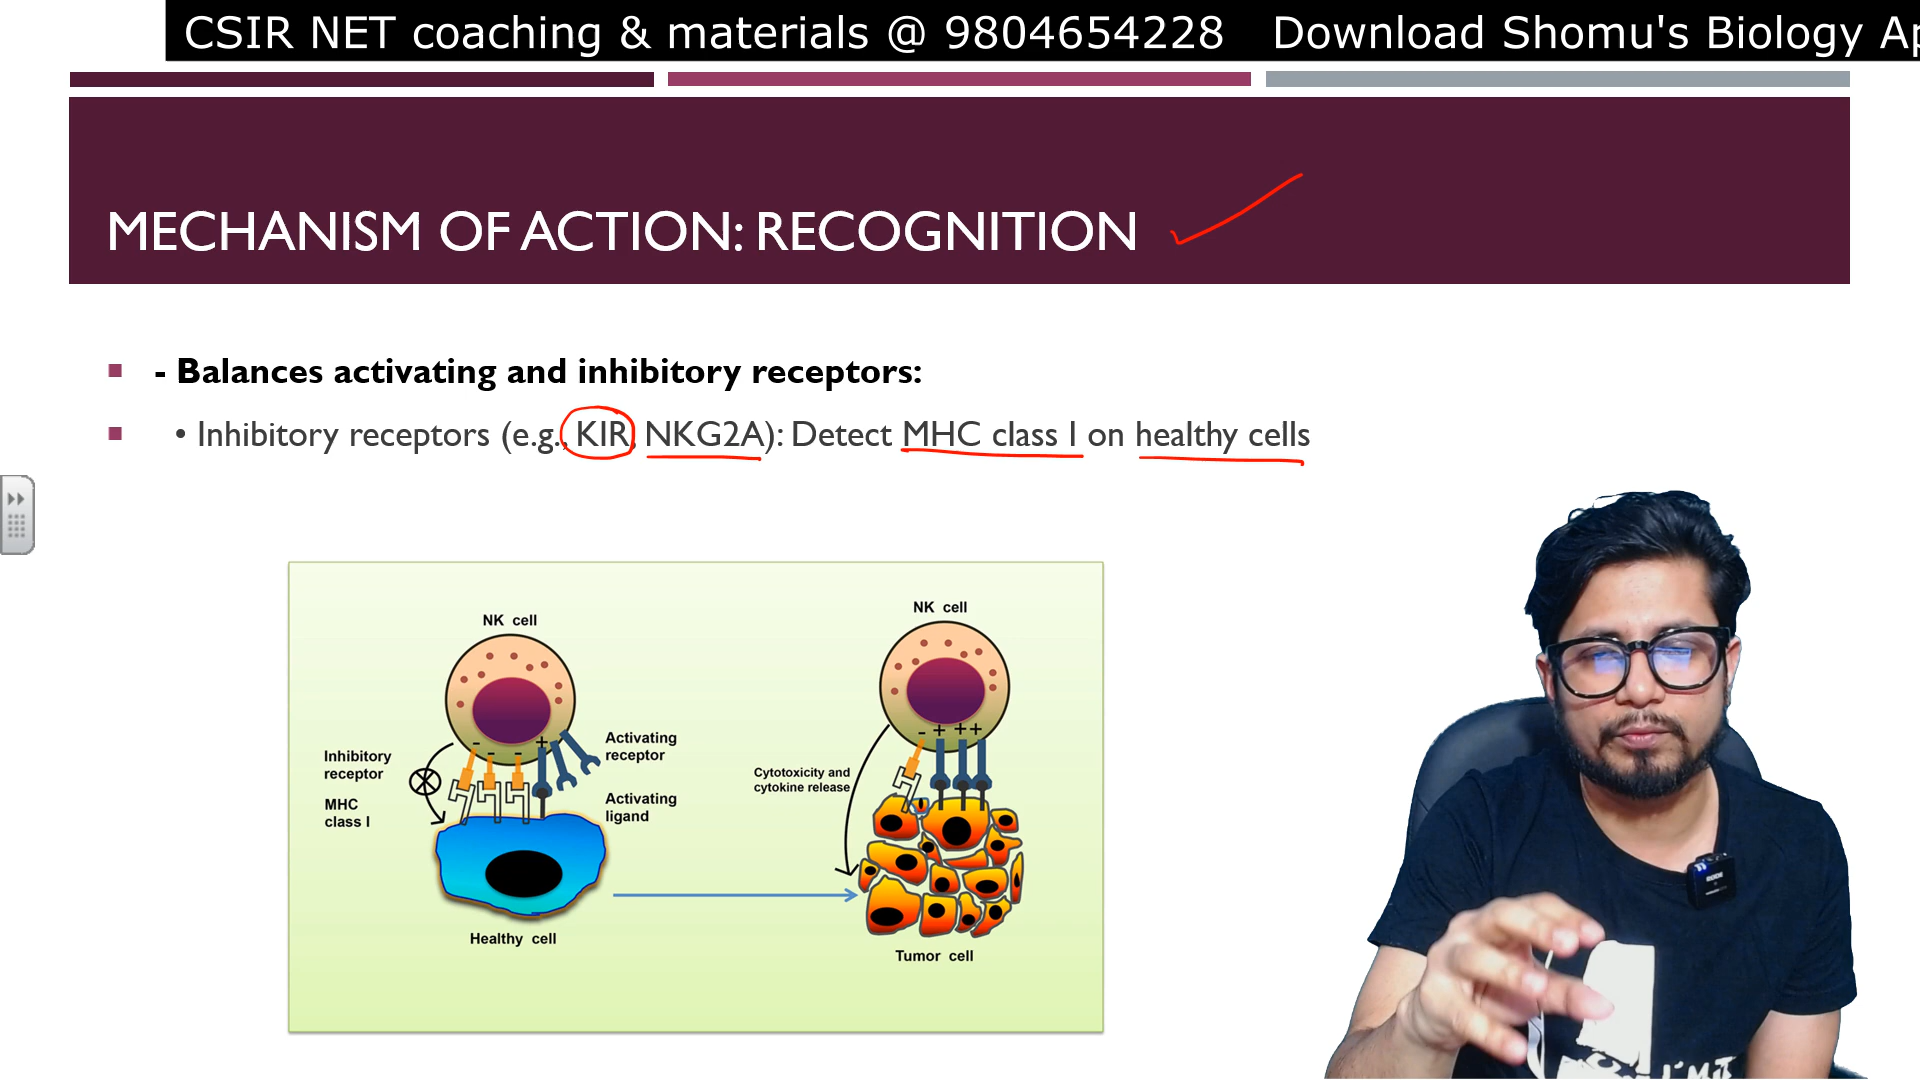 CSIR NET coaching & materials @ 9804654228 Download Shomu's Biology Ap
MECHANISM OF ACTION: RECOGNITION
- Balances activating and inhibitory receptors:
• Inhibitory receptors (e.g., KIR, NKG2A): Detect MHC class I on healthy cells
NK cell
NK cell
Inhibitory
receptor
MHC
class I
- - - +
Activating
receptor
Activating
ligand
- + ++
Cytotoxicity and
cytokine release
Healthy cell
Tumor cell